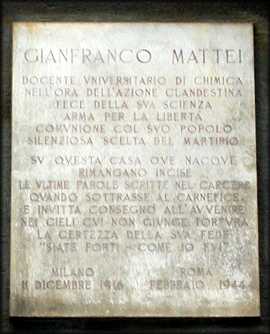 GIANFRANCO MATTEI
DOCENTE VNIVERSITARIO DI CHIMICA
NELL'ORA DELL'AZIONE CLANDESTINA
FECE DELLA SVA SCIENZA
ARMA PER LA LIBERTÀ
COMVNIONE COL SVO POPOLO
SILENZIOSA SCELTA DEL MARTIRIO
SV QVESTA CASA OVE NACQVE
RIMANGANO INCISE
LE VLTIME PAROLE SCRITTE NEL CARCERE
QVANDO SOTTRASSE AL CARNEFICE
E INVITTA CONSEGNÒ ALL'AVVENIRE
NEI CIELI CVI NON GIVNGE TORTVRA
LA CERTEZZA DELLA SVA FEDE
"SIATE FORTI - COME IO FVI"
MILANO ROMA
11 DICEMBRE 1916 FEBBRAIO 1944